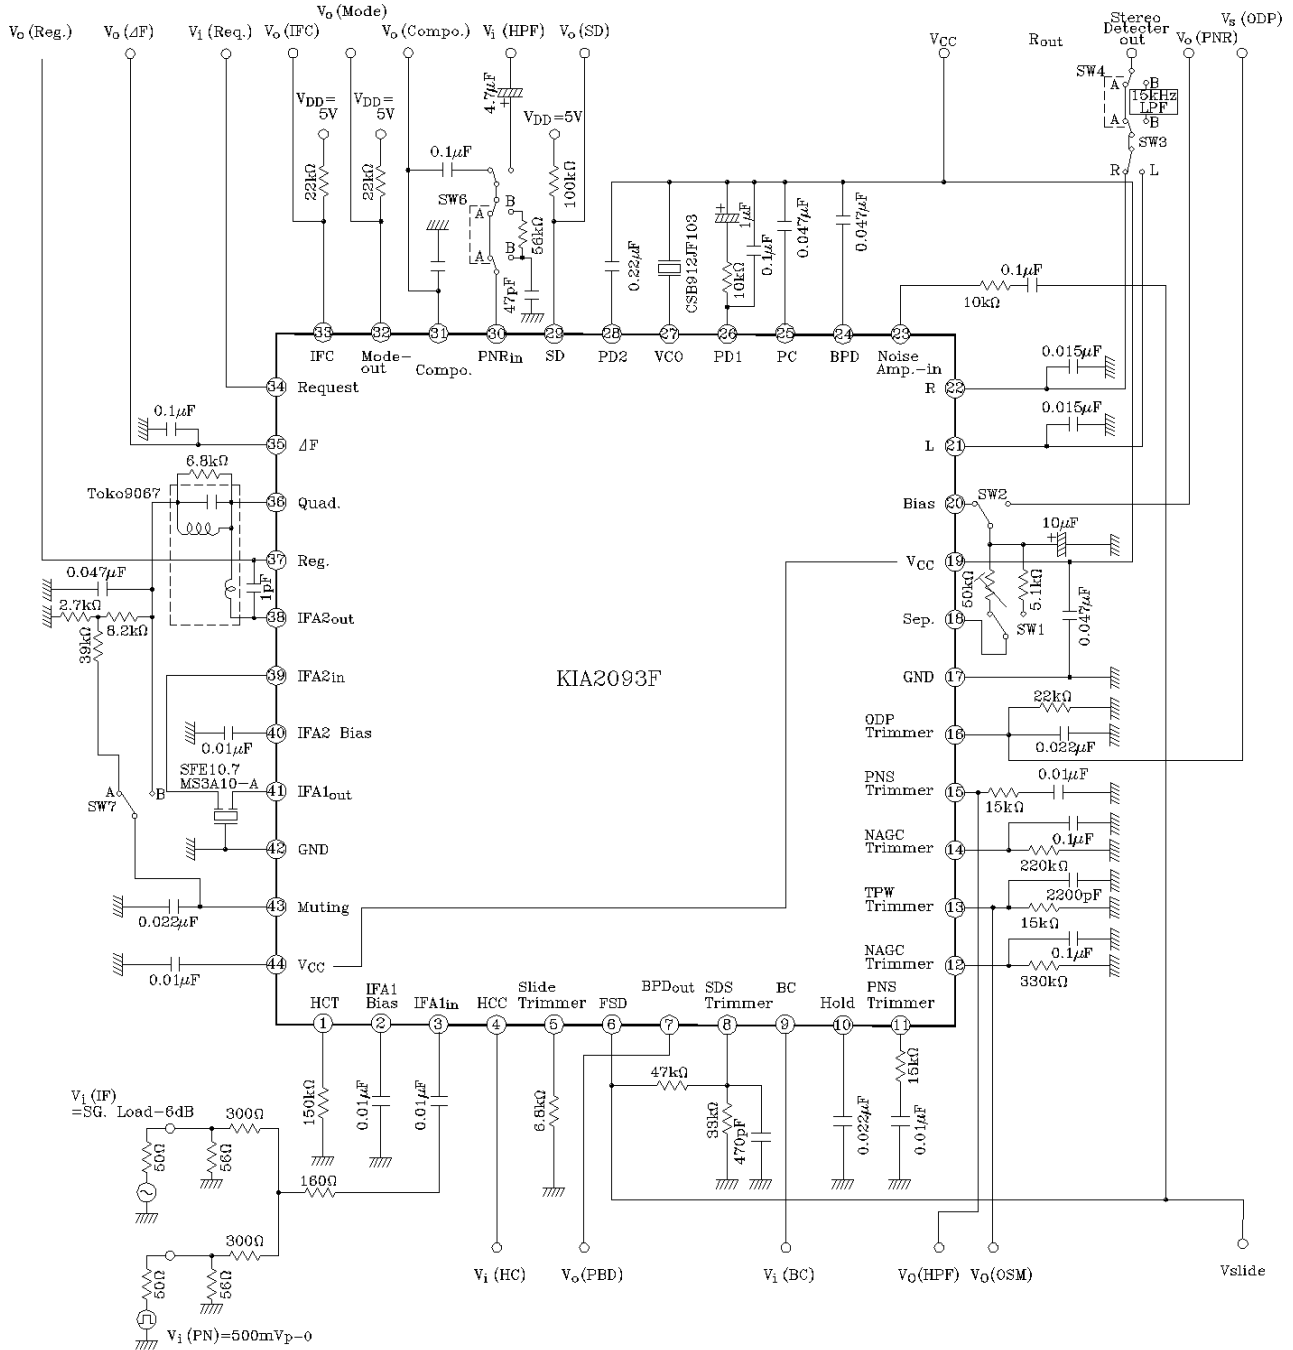 Vo(Mode)
Vo(Reg.) Vo(ΔF) Vi(Req.) Vo(IFC) Vo(Compo.) Vi(HPF) Vo(SD) VCC Rout Stereo Detecter out Vo(PNR) Vs(ODP)
VDD= 5V
VDD= 5V
VDD=5V
4.7μF
+
SW4
A B
15kHz LPF
A B
SW3
R L
0.1μF
22kΩ
22kΩ
SW6
A B
56kΩ
A B
47pF
100kΩ
0.22μF
CSB912JF103
+
1μF
10kΩ
0.1μF
0.047μF
0.047μF
0.1μF
10kΩ
33 32 31 30 29 28 27 26 25 24 23
IFC Mode-out Compo. PNRin SD PD2 VCO PD1 PC BPD Noise Amp.-in
34 Request
R 22
0.015μF
0.1μF
35 ΔF
L 21
0.015μF
6.8kΩ
Toko9067
36 Quad.
Bias 20
SW2
10μF
+
37 Reg.
VCC 19
0.047μF
1pF
50kΩ
5.1kΩ
0.047μF
2.7kΩ
8.2kΩ
39kΩ
38 IFA2out
Sep. 18
SW1
39 IFA2in
KIA2093F
GND 17
22kΩ
40 IFA2 Bias
0.01μF
ODP Trimmer 16
0.022μF
SFE10.7
MS3A10-A
A B
SW7
41 IFA1out
PNS Trimmer 15
0.01μF
15kΩ
42 GND
NAGC Trimmer 14
0.1μF
220kΩ
43 Muting
0.022μF
TPW Trimmer 13
2200pF
15kΩ
44 VCC
0.01μF
NAGC Trimmer 12
0.1μF
330kΩ
HCT IFA1 Bias IFA1in HCC Slide Trimmer FSD BPDout SDS Trimmer BC Hold PNS Trimmer
1 2 3 4 5 6 7 8 9 10 11
150kΩ
0.01μF
0.01μF
6.8kΩ
47kΩ
33kΩ
470pF
0.022μF
15kΩ
0.01μF
Vi(IF)
=SG. Load-6dB
300Ω
50Ω
56Ω
160Ω
300Ω
50Ω
56Ω
Vi(PN)=500mVp-0
Vi(HC) Vo(PBD) Vi(BC) VO(HPF) VO(OSM) Vslide